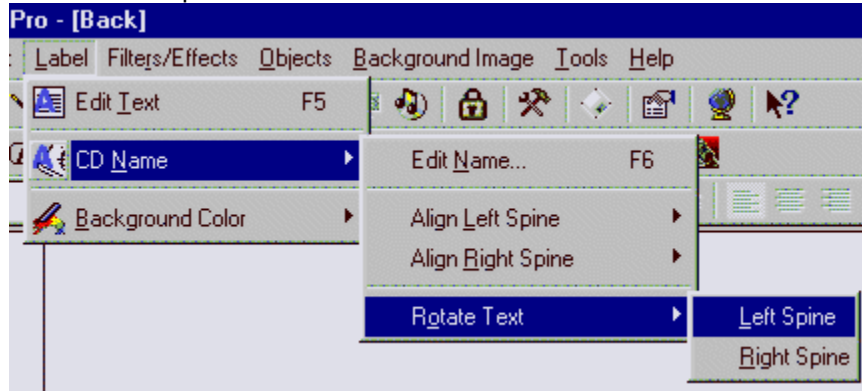 Pro - [Back]
Label Filters/Effects Objects Background Image Tools Help
Edit Text F5
CD Name
Background Color
Edit Name... F6
Align Left Spine
Align Right Spine
Rotate Text
Left Spine
Right Spine